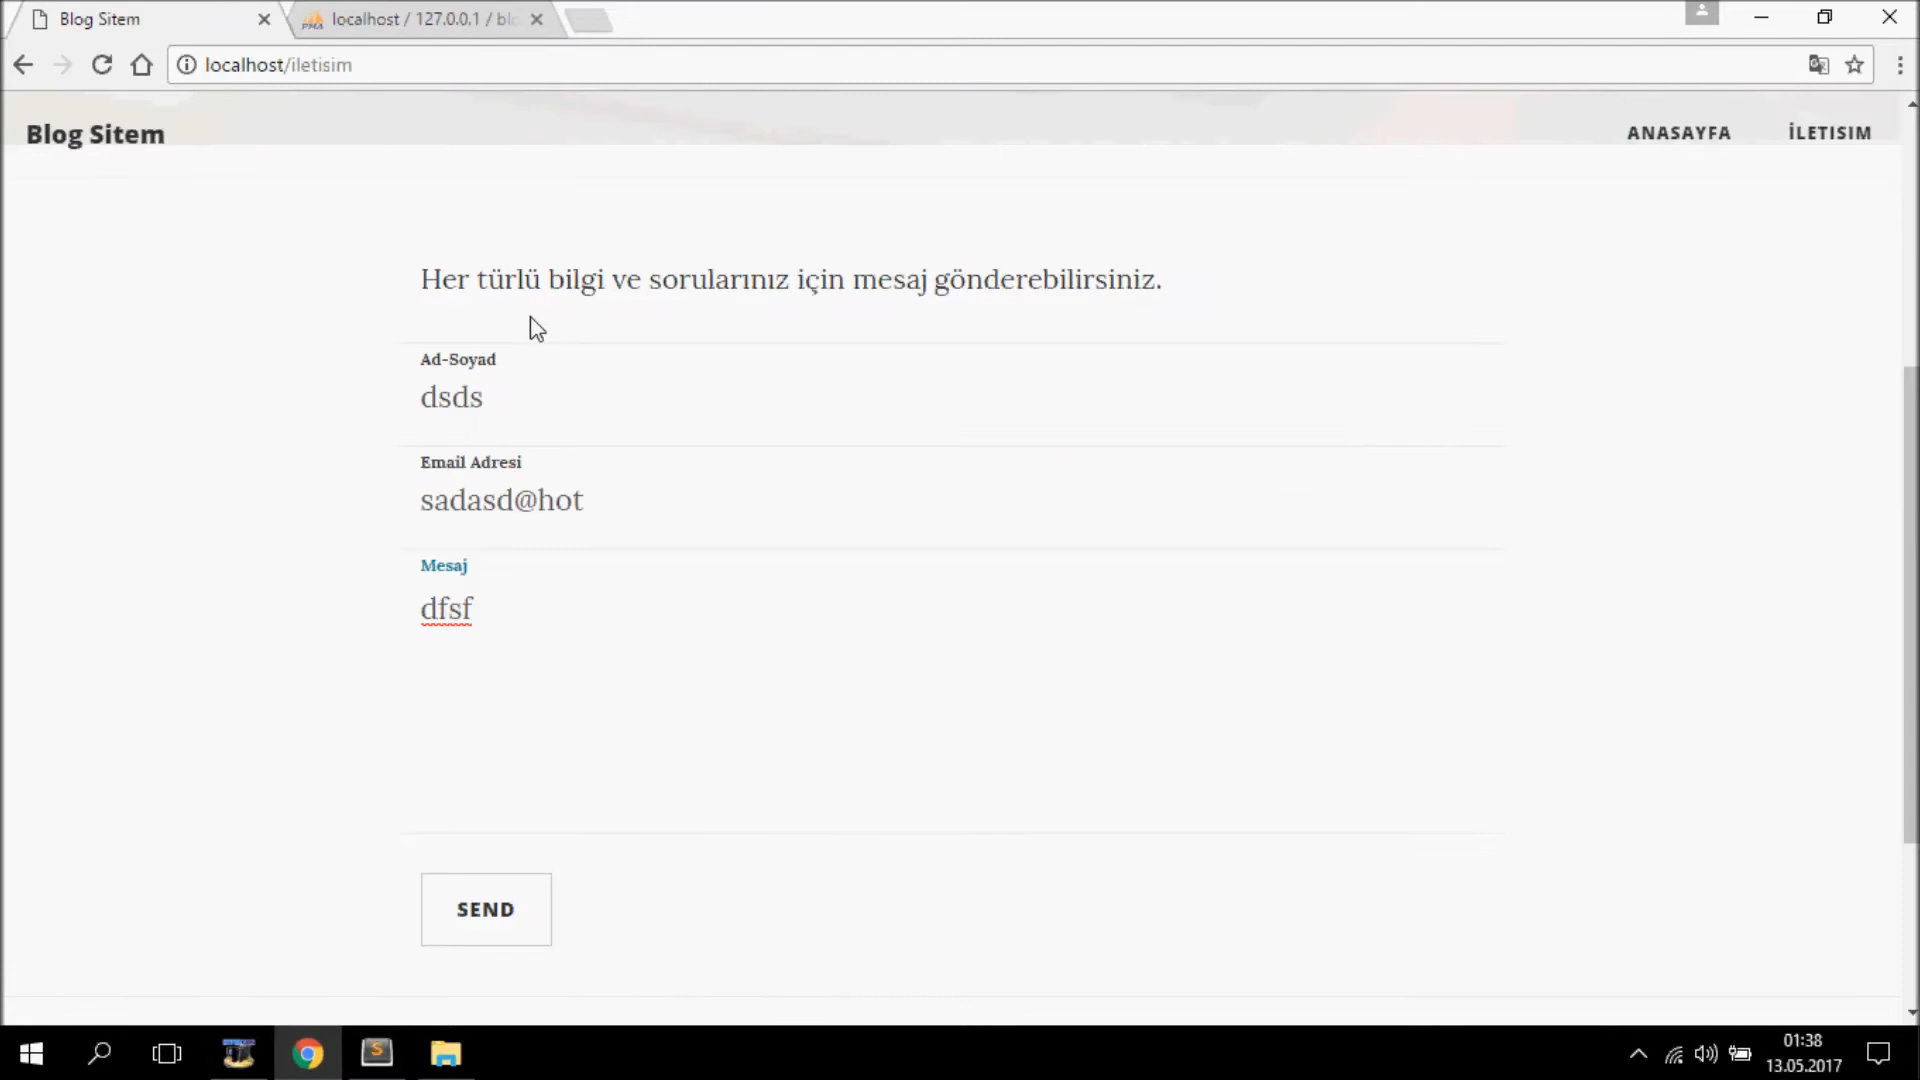 Blog Sitem
localhost / 127.0.0.1 / blo
localhost/iletisim
Blog Sitem
ANASAYFA
İLETISIM
Her türlü bilgi ve sorularınız için mesaj gönderebilirsiniz.
Ad-Soyad
dsds
Email Adresi
sadasd@hot
Mesaj
dfsf
SEND
01:38
13.05.2017